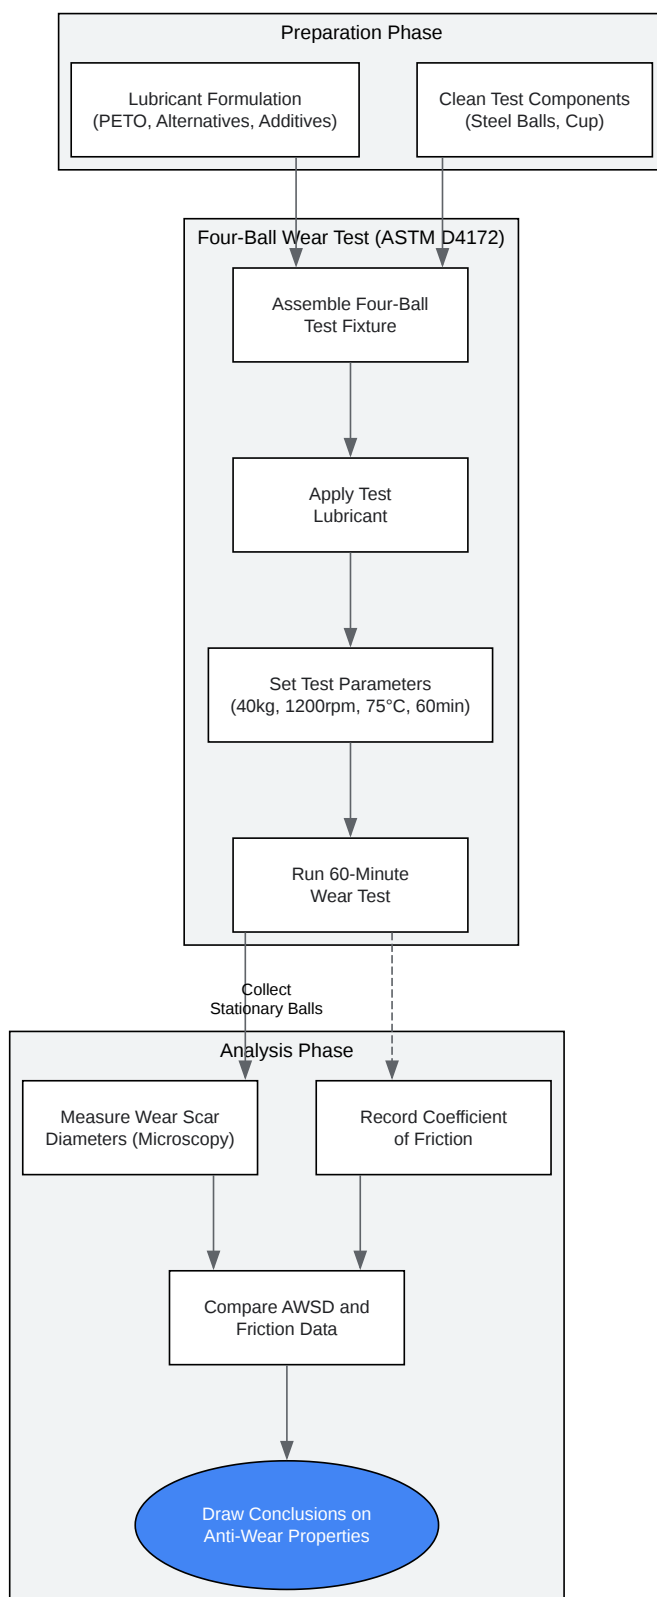 Preparation Phase
Lubricant Formulation
(PETO, Alternatives, Additives)
Clean Test Components
(Steel Balls, Cup)
Four-Ball Wear Test (ASTM D4172)
Assemble Four-Ball
Test Fixture
Apply Test
Lubricant
Set Test Parameters
(40kg, 1200rpm, 75°C, 60min)
Run 60-Minute
Wear Test
Collect
Stationary Balls
Analysis Phase
Measure Wear Scar
Diameters (Microscopy)
Record Coefficient
of Friction
Compare AWSD and
Friction Data
Draw Conclusions on
Anti-Wear Properties